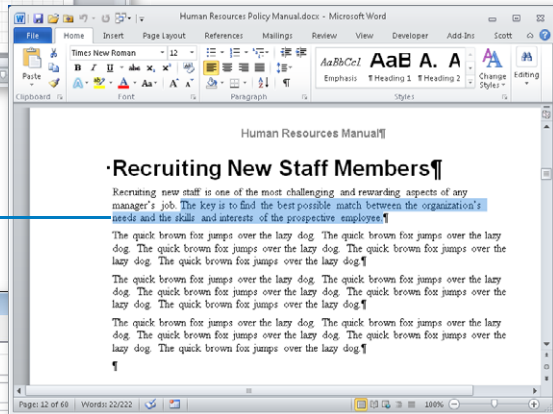 Human Resources Policy Manual.docx - Microsoft Word
File Home Insert Page Layout References Mailings Review View Developer Add-Ins Scott
Times New Roman 12
Paste
B I U abc x, x²
A Aa A A
AaBbCcI AaB A. A
Emphasis ¶ Heading 1 ¶ Heading 2
Change Styles
Editing
Clipboard Font Paragraph Styles
Human Resources Manual¶
Recruiting New Staff Members¶
Recruiting new staff is one of the most challenging and rewarding aspects of any
manager's job. The key is to find the best possible match between the organization's
needs and the skills and interests of the prospective employee.¶
The quick brown fox jumps over the lazy dog. The quick brown fox jumps over the lazy
dog. The quick brown fox jumps over the lazy dog. The quick brown fox jumps over the
lazy dog. The quick brown fox jumps over the lazy dog.¶
The quick brown fox jumps over the lazy dog. The quick brown fox jumps over the lazy
dog. The quick brown fox jumps over the lazy dog. The quick brown fox jumps over the
lazy dog. The quick brown fox jumps over the lazy dog.¶
The quick brown fox jumps over the lazy dog. The quick brown fox jumps over the lazy
dog. The quick brown fox jumps over the lazy dog. The quick brown fox jumps over the
lazy dog. The quick brown fox jumps over the lazy dog.¶
¶
Page: 12 of 60 Words: 22/222 100%